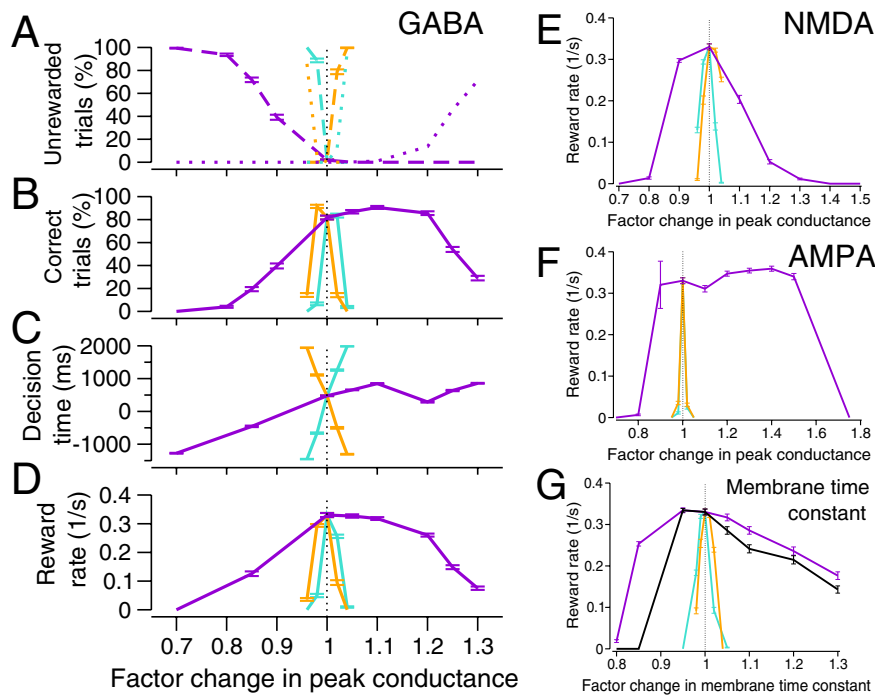 A
GABA
Unrewarded
trials (%)
100
80
60
40
20
0
B
Correct
trials (%)
100
80
60
40
20
0
C
Decision
time (ms)
2000
1000
0
-1000
D
Reward
rate (1/s)
0.4
0.3
0.2
0.1
0
0.7 0.8 0.9 1 1.1 1.2 1.3
Factor change in peak conductance
E
NMDA
Reward rate (1/s)
0.4
0.3
0.2
0.1
0
0.7 0.8 0.9 1 1.1 1.2 1.3 1.4 1.5
Factor change in peak conductance
F
AMPA
Reward rate (1/s)
0.4
0.3
0.2
0.1
0
0.8 1 1.2 1.4 1.6 1.8
Factor change in peak conductance
G
Membrane time
constant
Reward rate (1/s)
0.4
0.3
0.2
0.1
0
0.8 0.9 1 1.1 1.2 1.3
Factor change in membrane time constant